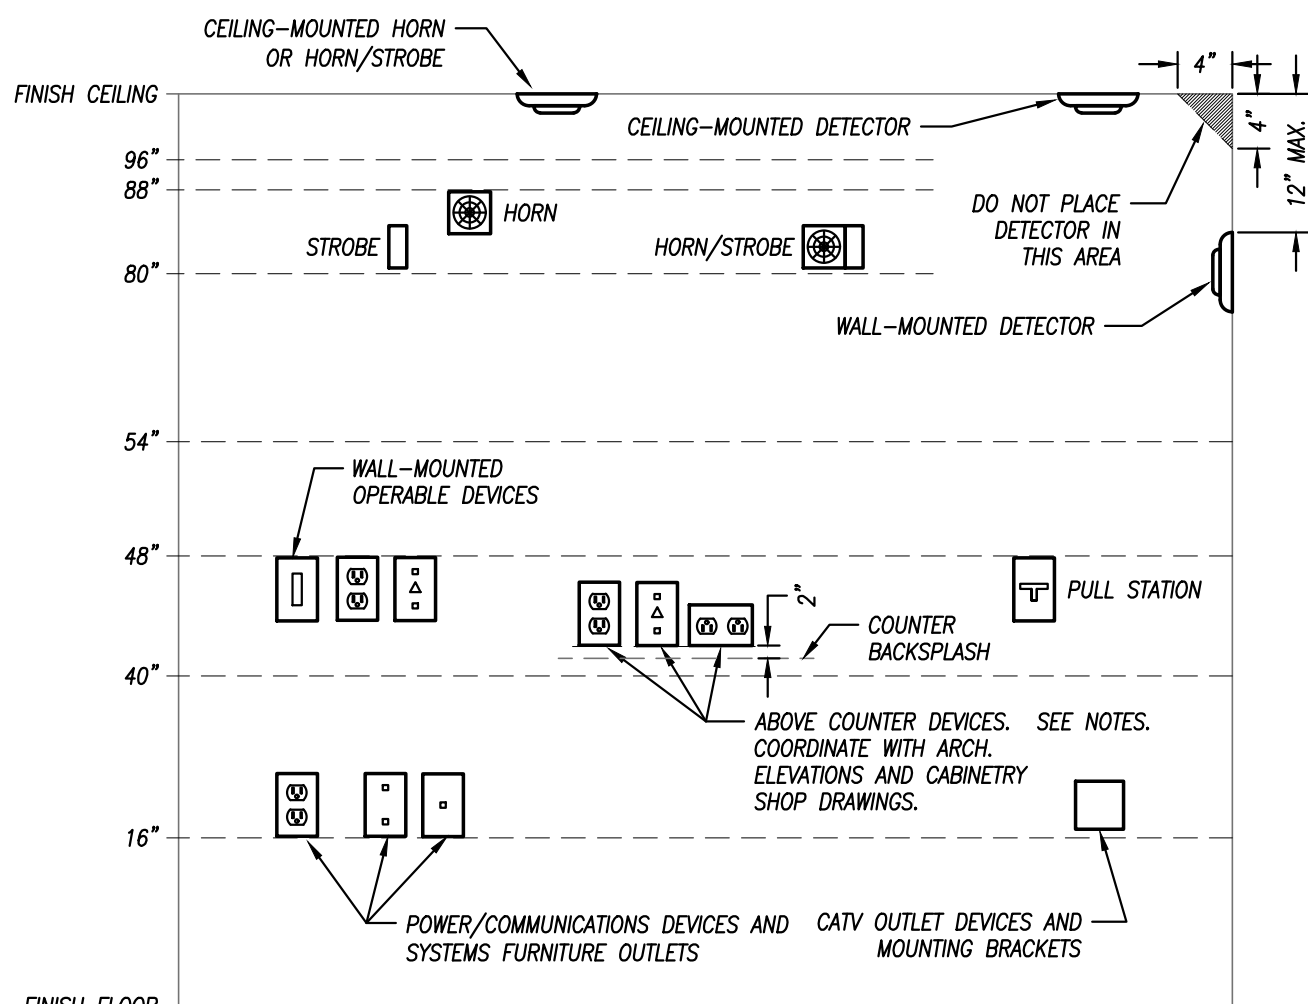 CEILING-MOUNTED HORN
OR HORN/STROBE
FINISH CEILING
4"
4"
12" MAX.
CEILING-MOUNTED DETECTOR
96"
88"
HORN
DO NOT PLACE
DETECTOR IN
THIS AREA
STROBE
HORN/STROBE
80"
WALL-MOUNTED DETECTOR
54"
WALL-MOUNTED
OPERABLE DEVICES
48"
2"
PULL STATION
COUNTER
BACKSPLASH
40"
ABOVE COUNTER DEVICES. SEE NOTES.
COORDINATE WITH ARCH.
ELEVATIONS AND CABINETRY
SHOP DRAWINGS.
16"
POWER/COMMUNICATIONS DEVICES AND
SYSTEMS FURNITURE OUTLETS
CATV OUTLET DEVICES AND
MOUNTING BRACKETS
FINISH FLOOR